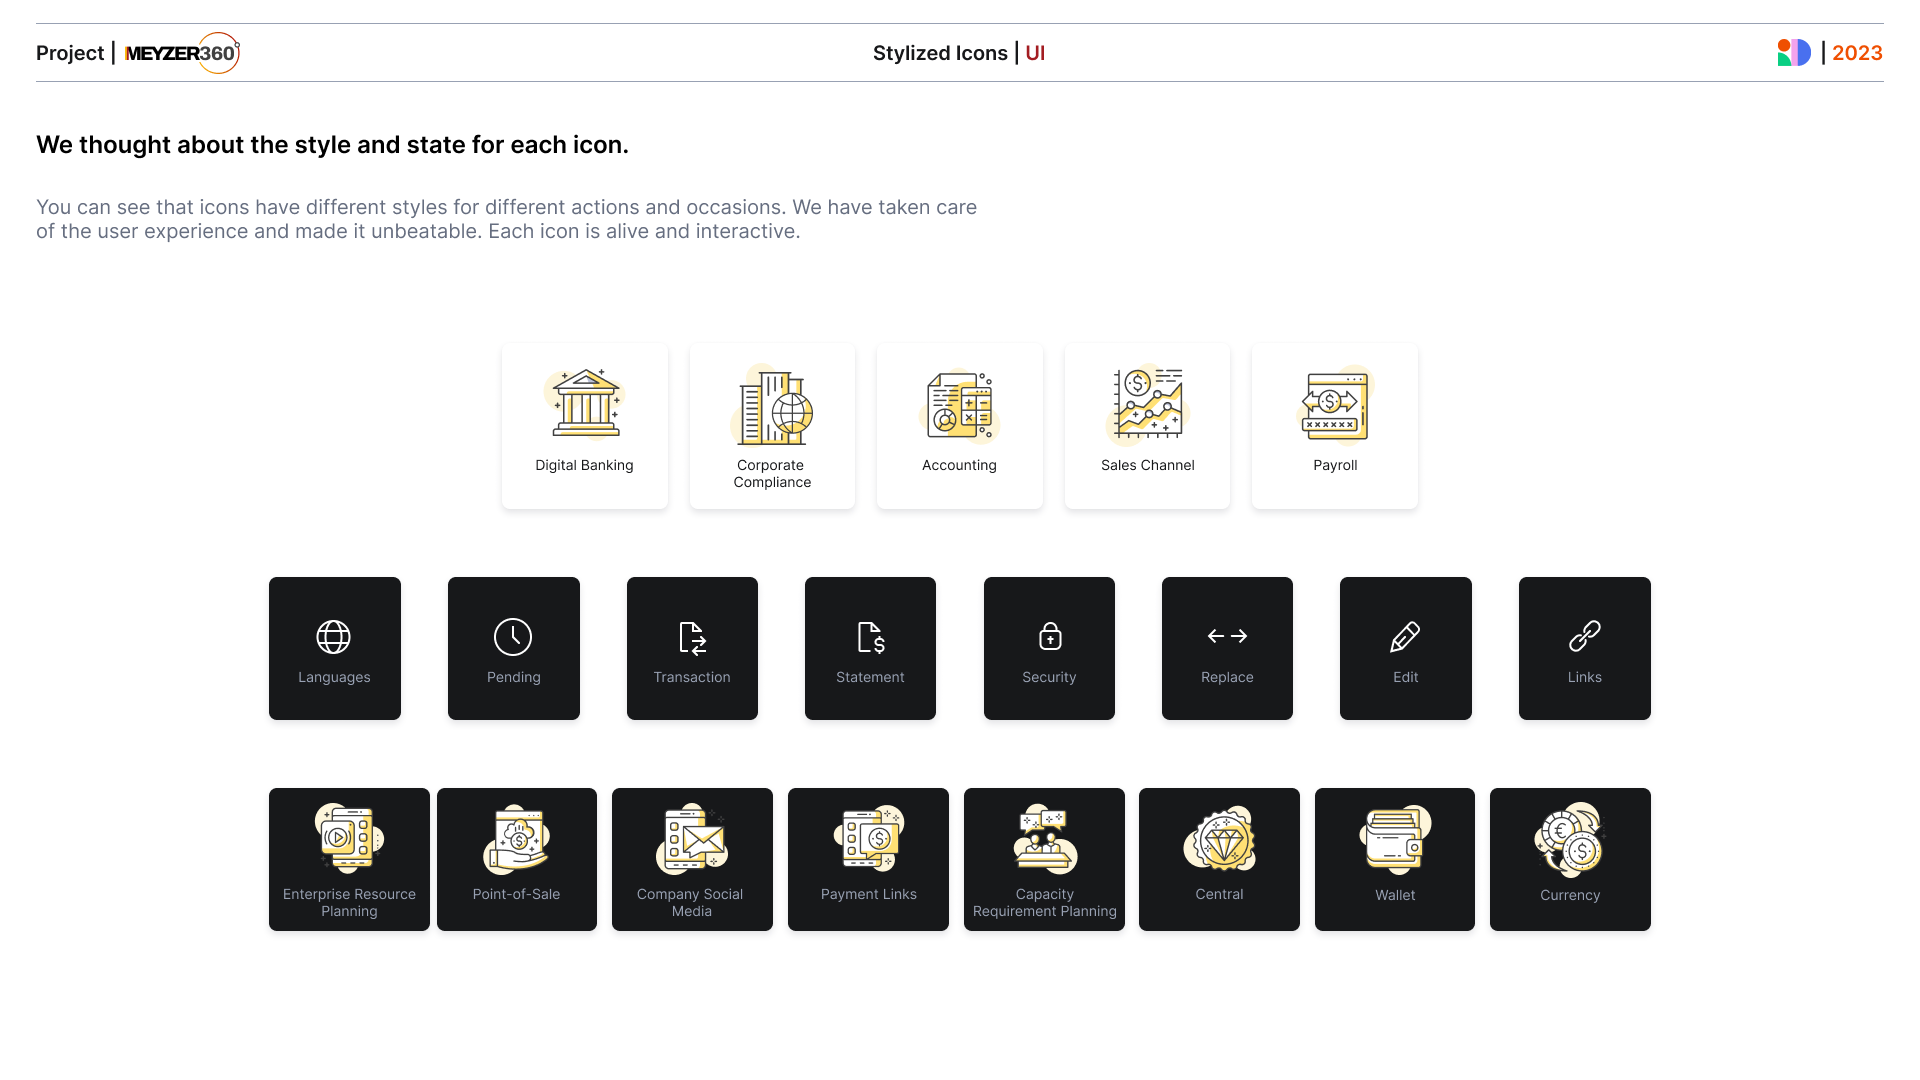 Project | MEYZER360°
Stylized Icons | UI
| 2023
We thought about the style and state for each icon.
You can see that icons have different styles for different actions and occasions. We have taken care
of the user experience and made it unbeatable. Each icon is alive and interactive.
Digital Banking
Corporate
Compliance
Accounting
Sales Channel
Payroll
Languages
Pending
Transaction
Statement
Security
Replace
Edit
Links
Enterprise Resource
Planning
Point-of-Sale
Company Social
Media
Payment Links
Capacity
Requirement Planning
Central
Wallet
Currency